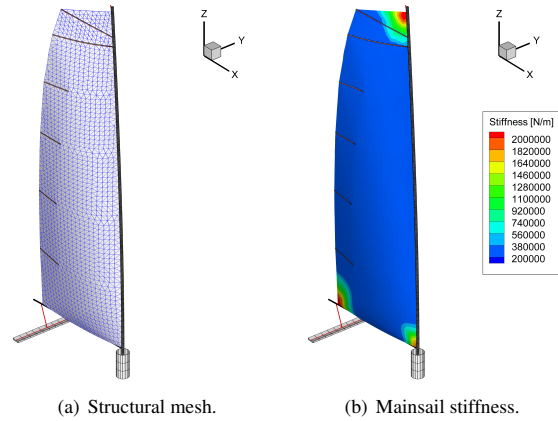 Z
Y
X
Z
Y
X
Stiffness [N/m]
2000000
1820000
1640000
1460000
1280000
1100000
920000
740000
560000
380000
200000
(a) Structural mesh.
(b) Mainsail stiffness.